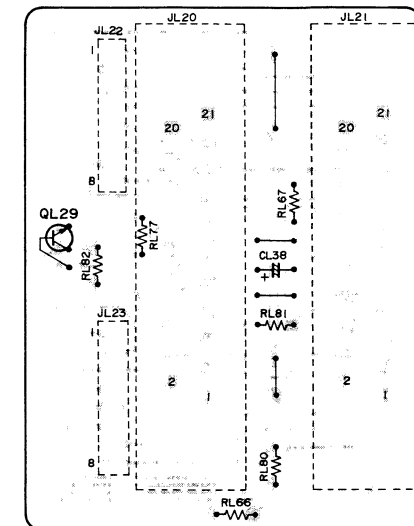 JL20 JL21
JL22
1
21 21
20 20
8
RL67
QL29
RL77
RL82
CL38
+
RL81
JL23
1
2 2
1 1
8
RL80
RL66